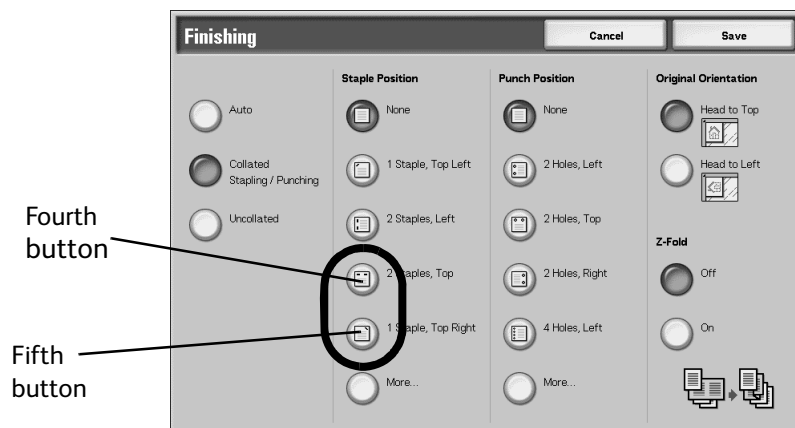 Finishing
Cancel
Save
Auto
Collated
Stapling / Punching
Uncollated
Staple Position
None
1 Staple, Top Left
2 Staples, Left
2 Staples, Top
1 Staple, Top Right
More...
Punch Position
None
2 Holes, Left
2 Holes, Top
2 Holes, Right
4 Holes, Left
More...
Original Orientation
Head to Top
Head to Left
Z-Fold
Off
On
Fourth
button
Fifth
button